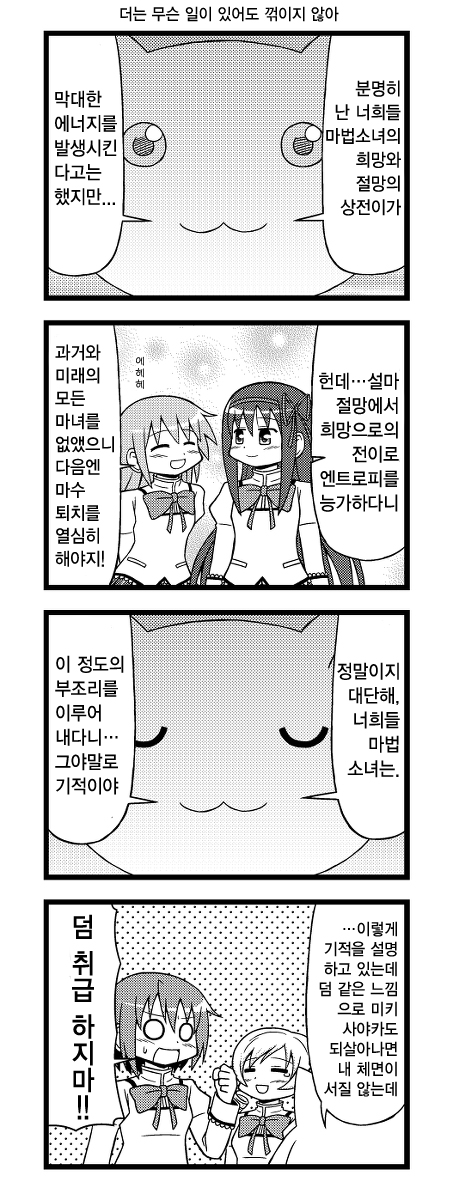 더는 무슨 일이 있어도 꺾이지 않아
분명히
난 너희들
마법소녀의
희망와
절망의
상전이가
막대한
에너지를
발생시킨
다고는
했지만...
헌데…설마
절망에서
희망으로의
전이로
엔트로피를
능가하다니
에
헤
헤
과거와
미래의
모든
마녀를
없앴으니
다음엔
마수
퇴치를
열심히
해야지!
정말이지
대단해,
너희들
마법
소녀는.
이 정도의
부조리를
이루어
내다니…
그야말로
기적이야
…이렇게
기적을 설명
하고 있는데
덤 같은 느낌
으로 미키
사야카도
되살아나면
내 체면이
서질 않는데
덤 취급 하지마!!